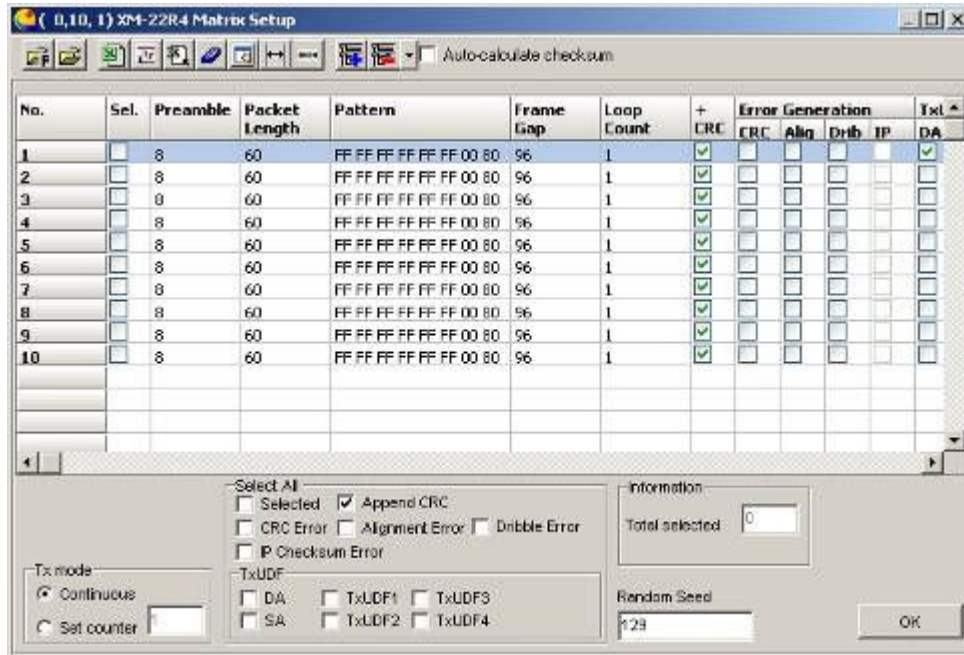 ( 0,10, 1) XM-22R4 Matrix Setup
Auto-calculate checksum
No. Sel. Preamble Packet Length Pattern Frame Gap Loop Count + CRC Error Generation
CRC Alig Drib IP DA
1 8 60 FF FF FF FF FF FF 00 80 96 1
2 8 60 FF FF FF FF FF FF 00 80 96 1
3 8 60 FF FF FF FF FF FF 00 80 96 1
4 8 60 FF FF FF FF FF FF 00 80 96 1
5 8 60 FF FF FF FF FF FF 00 80 96 1
6 8 60 FF FF FF FF FF FF 00 80 96 1
7 8 60 FF FF FF FF FF FF 00 80 96 1
8 8 60 FF FF FF FF FF FF 00 80 96 1
9 8 60 FF FF FF FF FF FF 00 80 96 1
10 8 60 FF FF FF FF FF FF 00 80 96 1
Select All
Selected Append CRC
CRC Error Alignment Error Dribble Error
IP Checksum Error
Information
Total selected 0
Tx mode
Continuous
Set counter
TxUDF
DA TxUDF1 TxUDF3
SA TxUDF2 TxUDF4
Random Seed
129
OK